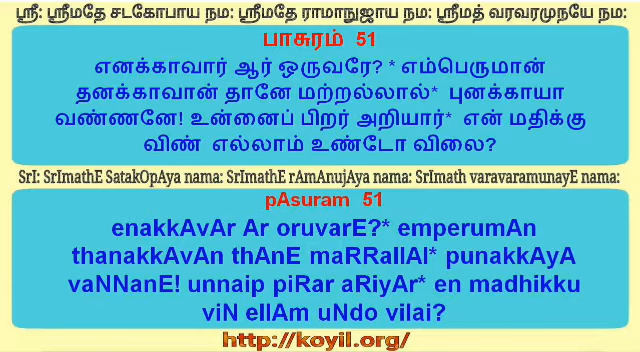 ஸ்ரீ: ஸ்ரீமதே சடகோபாய நம: ஸ்ரீமதே ராமாநுஜாய நம: ஸ்ரீமத் வரவரமுநயே நம:
பாசுரம் 51
எனக்காவார் ஆர் ஒருவரே? * எம்பெருமான்
தனக்காவான் தானே மற்றல்லால்* புனக்காயா
வண்ணனே! உன்னைப் பிறர் அறியார்* என் மதிக்கு
விண் எல்லாம் உண்டோ விலை?
SrI: SrImathE SatakOpAya nama: SrImathE rAmAnujAya nama: SrImath varavaramunayE nama:
pAsuram 51
enakkAvAr Ar oruvarE?* emperumAn
thanakkAvAn thAnE maRRallAl* punakkAyA
vaNNanE! unnaip piRar aRiyAr* en madhikku
viN ellAm uNdo vilai?
http://koyil.org/